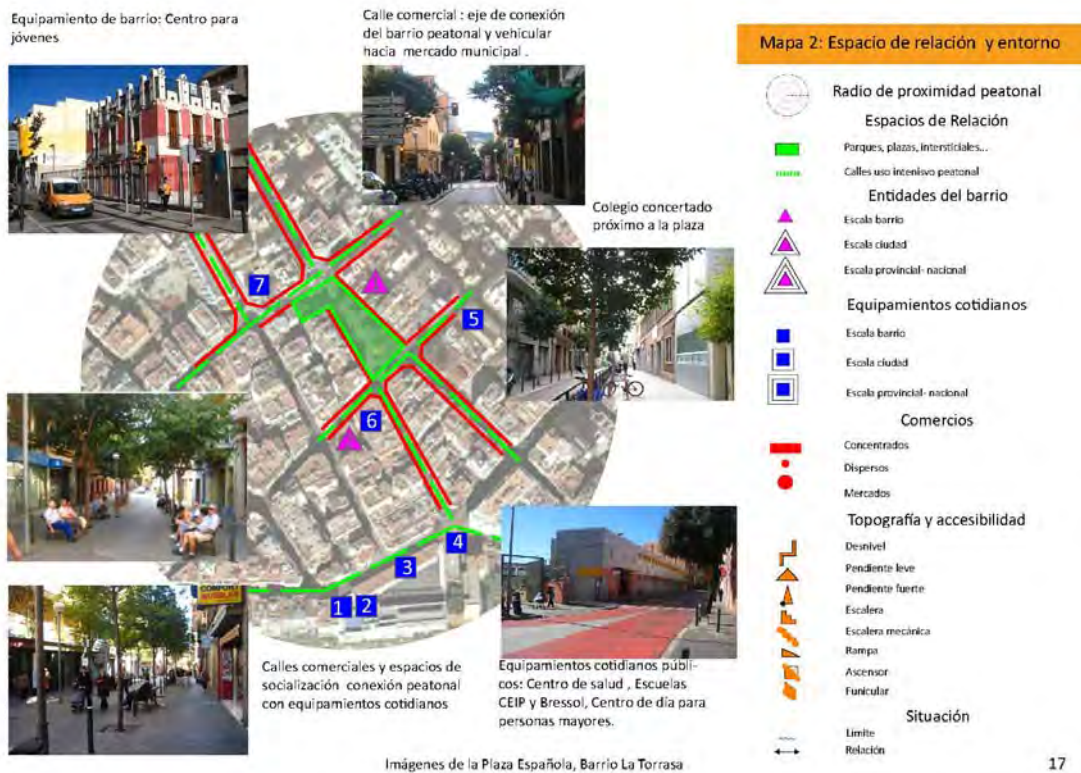 Equipamiento de barrio: Centro para
jóvenes
Calle comercial : eje de conexión
del barrio peatonal y vehicular
hacia mercado municipal .
Colegio concertado
próximo a la plaza
7
5
6
4
3
1
2
CONFORT
Calles comerciales y espacios de
socialización conexión peatonal
con equipamientos cotidianos
Equipamientos cotidianos públi-
cos: Centro de salud , Escuelas
CEIP y Bressol, Centro de día para
personas mayores.
Imágenes de la Plaza Española, Barrio La Torrasa
Mapa 2: Espacio de relación y entorno
Radio de proximidad peatonal
Espacios de Relación
Parques, plazas, intersticiales...
Calles uso intenisvo peatonal
Entidades del barrio
Escala barrio
Escala ciudad
Escala provincial- nacional
Equipamientos cotidianos
Escala barrio
Escala ciudad
Escala provincial- nacional
Comercios
Concentrados
Dispersos
Mercados
Topografía y accesibilidad
Desnivel
Pendiente leve
Pendiente fuerte
Escalera
Escalera mecánica
Rampa
Ascensor
Funicular
Situación
Limite
Relación
17